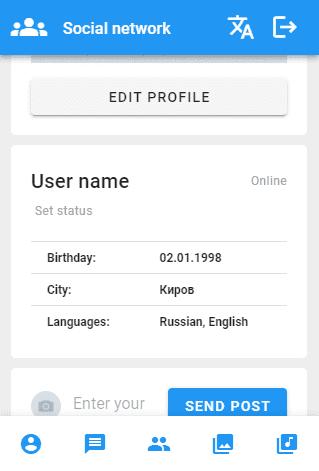 Social network
EDIT PROFILE
User name
Online
Set status
Birthday: 02.01.1998
City: Киров
Languages: Russian, English
Enter your
SEND POST